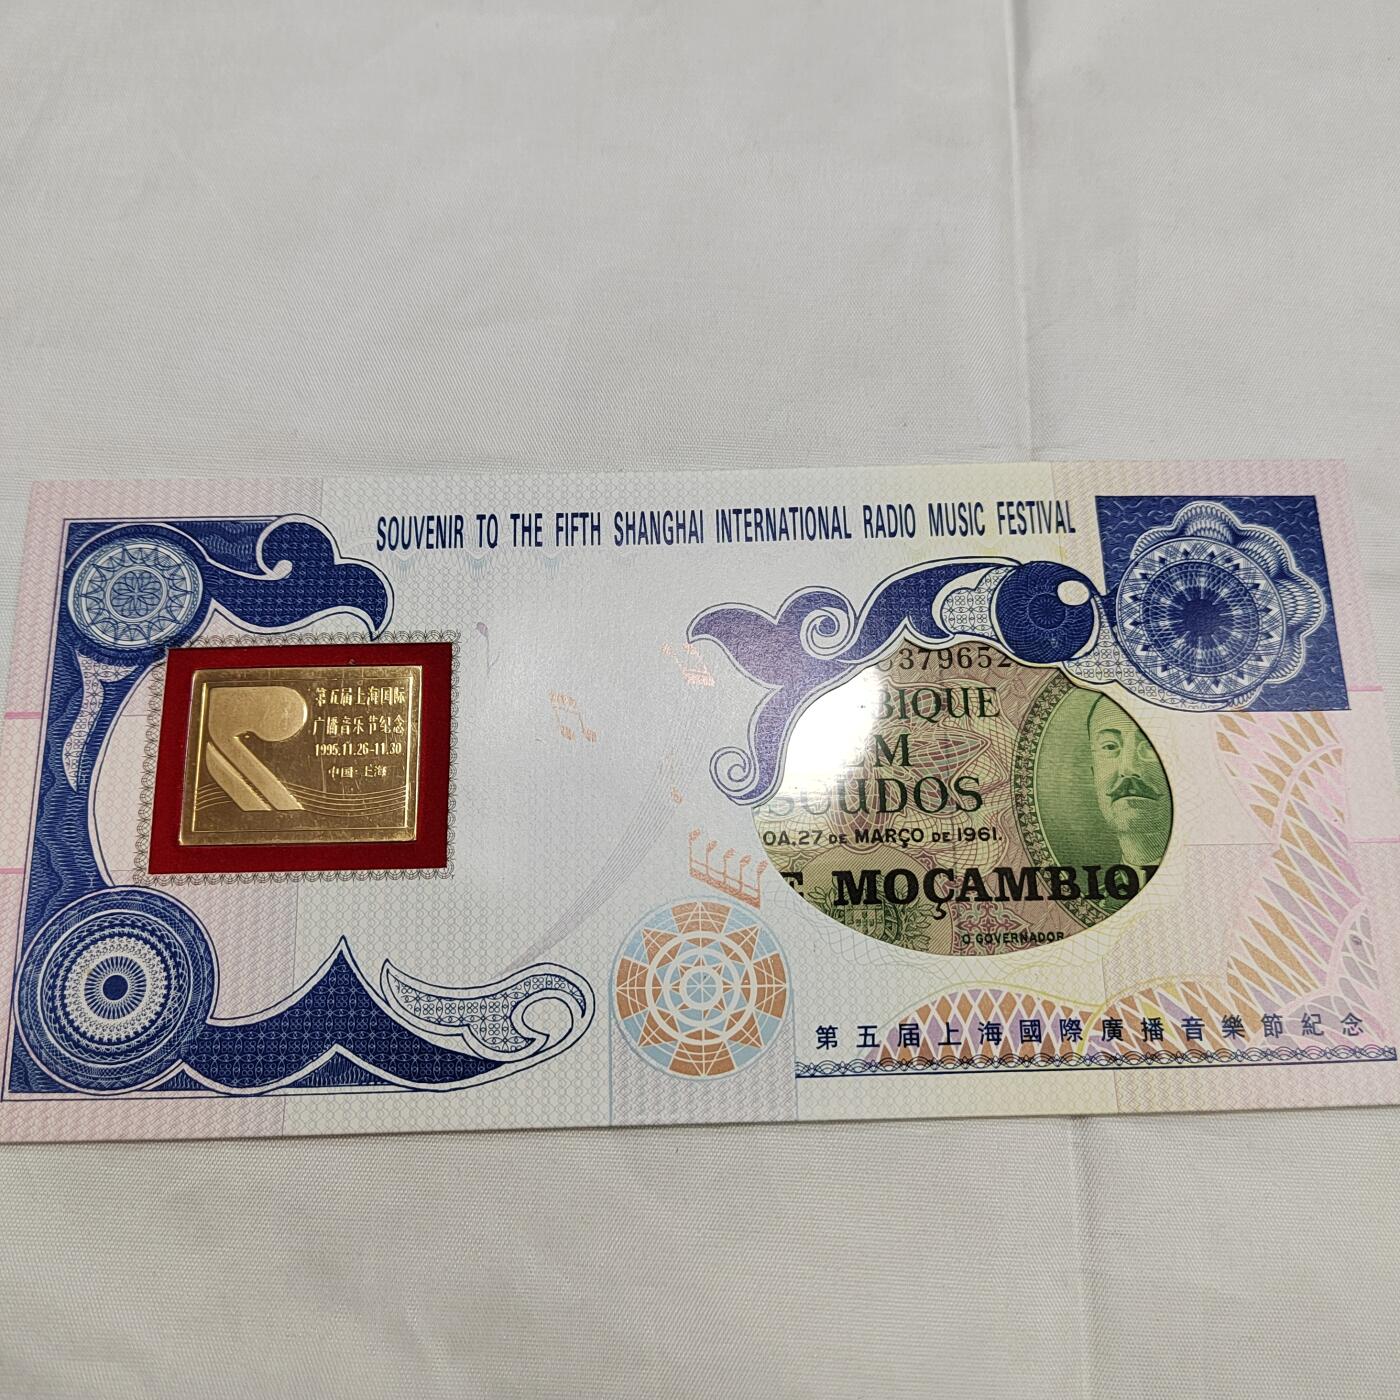 SOUVENIR TO THE FIFTH SHANGHAI INTERNATIONAL RADIO MUSIC FESTIVAL
第五届上海国际
广播音乐节纪念
1995.11.26-11.30
中国·上海
379652
BIQUE
M
SCUDOS
OA, 27 DE MARÇO DE 1961.
E MOÇAMBIQ
O GOVERNADOR
第五届上海國際廣播音樂節紀念